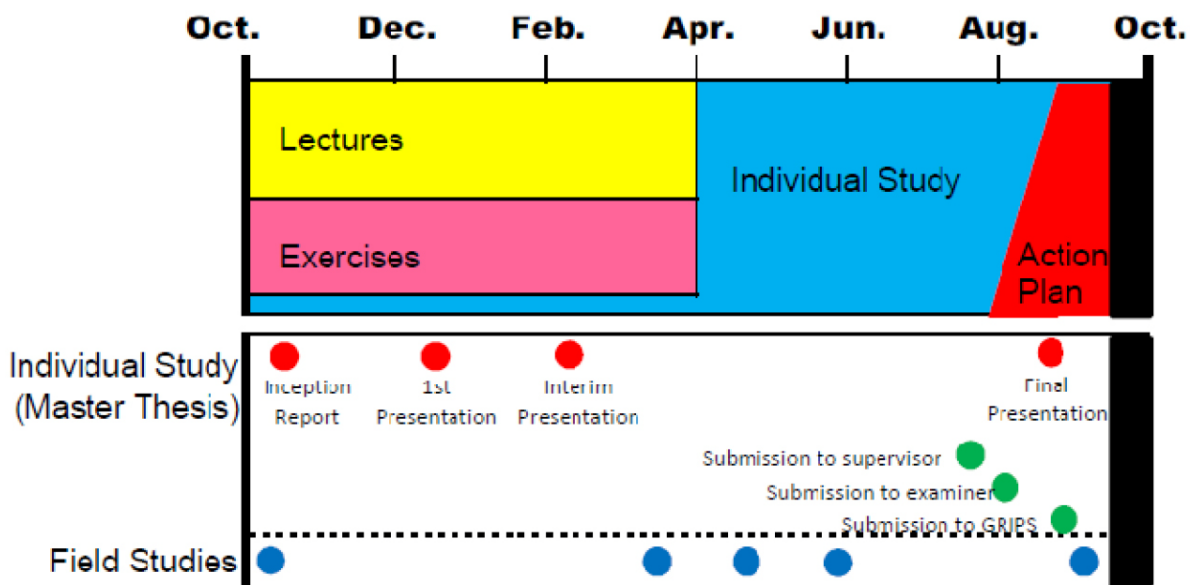 Oct. Dec. Feb. Apr. Jun. Aug. Oct.
Lectures
Individual Study
Exercises
Action
Plan
Individual Study
(Master Thesis)
Inception
Report
1st
Presentation
Interim
Presentation
Final
Presentation
Submission to supervisor
Submission to examiner
Submission to GRIPS
Field Studies